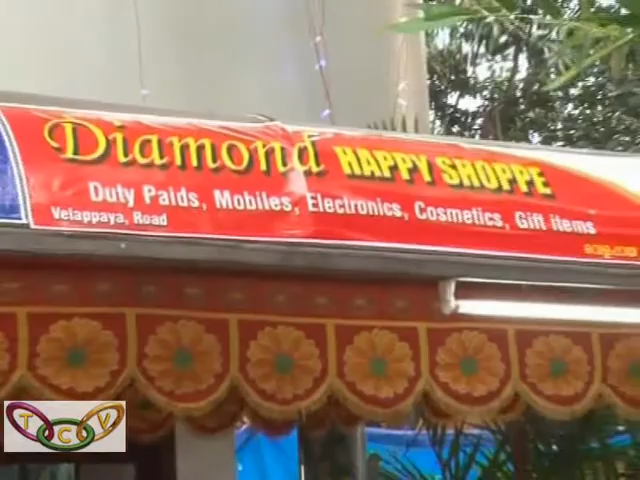 Diamond HAPPY SHOPPE
Duty Paids, Mobiles, Electronics, Cosmetics, Gift items
Velappaya, Road
TCV